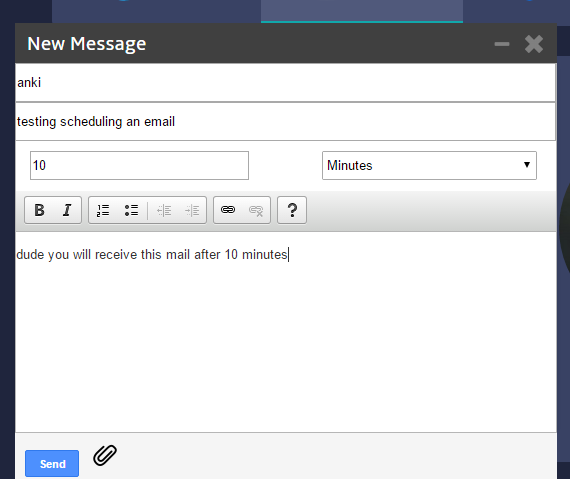 New Message
anki
testing scheduling an email
10 Minutes
B I ?
dude you will receive this mail after 10 minutes
Send